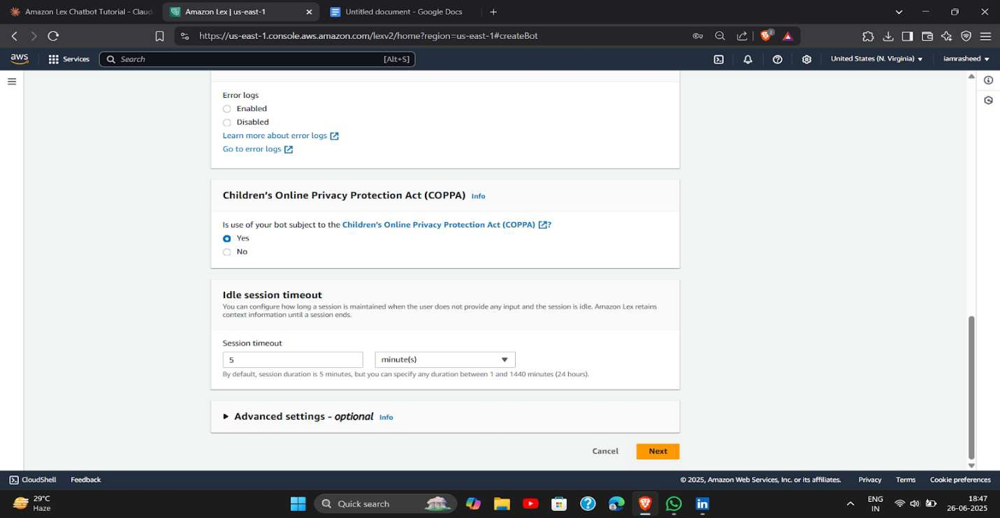 Amazon Lex Chatbot Tutorial - Claud
Amazon Lex | us-east-1
Untitled document - Google Docs
https://us-east-1.console.aws.amazon.com/lexv2/home?region=us-east-1#createBot
2
aws
Services
Search
[Alt+S]
United States (N. Virginia)
iamrasheed
Error logs
Enabled
Disabled
Learn more about error logs
Go to error logs
Children's Online Privacy Protection Act (COPPA) Info
Is use of your bot subject to the Children's Online Privacy Protection Act (COPPA) ?
Yes
No
Idle session timeout
You can configure how long a session is maintained when the user does not provide any input and the session is idle. Amazon Lex retains
context information until a session ends.
Session timeout
5
minute(s)
By default, session duration is 5 minutes, but you can specify any duration between 1 and 1440 minutes (24 hours).
Advanced settings - optional Info
Cancel
Next
CloudShell
Feedback
© 2025, Amazon Web Services, Inc. or its affiliates.
Privacy
Terms
Cookie preferences
29°C
Haze
Quick search
ENG
IN
18:47
26-06-2025